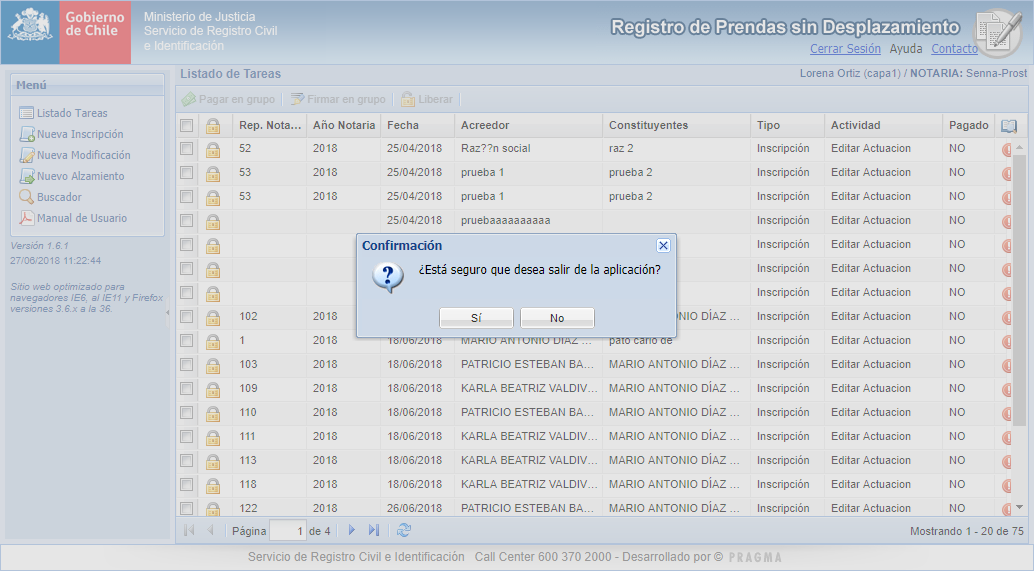 Gobierno
de Chile
Ministerio de Justicia
Servicio de Registro Civil
e Identificación
Registro de Prendas sin Desplazamiento
Cerrar Sesión Ayuda Contacto
Menú
Listado Tareas
Nueva Inscripción
Nueva Modificación
Nuevo Alzamiento
Buscador
Manual de Usuario
Versión 1.6.1
27/06/2018 11:22:44
Sitio web optimizado para
navegadores IE6, al IE11 y Firefox
versiones 3.6.x a la 36.
Listado de Tareas
Lorena Ortiz (capa1) / NOTARIA: Senna-Prost
Pagar en grupo Firmar en grupo Liberar
Rep. Nota... Año Notaria Fecha Acreedor Constituyentes Tipo Actividad Pagado
52 2018 25/04/2018 Raz??n social raz 2 Inscripción Editar Actuacion NO
53 2018 25/04/2018 prueba 1 prueba 2 Inscripción Editar Actuacion NO
53 2018 25/04/2018 prueba 1 prueba 2 Inscripción Editar Actuacion NO
25/04/2018 pruebaaaaaaaaaa Inscripción Editar Actuacion NO
Inscripción Editar Actuacion NO
Inscripción Editar Actuacion NO
Inscripción Editar Actuacion NO
102 2018 MARIO ANTONIO DÍAZ ... Inscripción Editar Actuacion NO
1 2018 18/06/2018 MARIO ANTONIO DÍAZ ... pato cario de Inscripción Editar Actuacion NO
103 2018 18/06/2018 PATRICIO ESTEBAN BA... MARIO ANTONIO DÍAZ ... Inscripción Editar Actuacion NO
109 2018 18/06/2018 KARLA BEATRIZ VALDIV... MARIO ANTONIO DÍAZ ... Inscripción Editar Actuacion NO
110 2018 18/06/2018 PATRICIO ESTEBAN BA... MARIO ANTONIO DÍAZ ... Inscripción Editar Actuacion NO
111 2018 18/06/2018 KARLA BEATRIZ VALDIV... MARIO ANTONIO DÍAZ ... Inscripción Editar Actuacion NO
113 2018 18/06/2018 KARLA BEATRIZ VALDIV... MARIO ANTONIO DÍAZ ... Inscripción Editar Actuacion NO
118 2018 18/06/2018 KARLA BEATRIZ VALDIV... MARIO ANTONIO DÍAZ ... Inscripción Editar Actuacion NO
122 2018 26/06/2018 PATRICIO ESTEBAN BA... MARIO ANTONIO DÍAZ ... Inscripción Editar Actuacion NO
Confirmación
¿Está seguro que desea salir de la aplicación?
Sí No
Página 1 de 4
Mostrando 1 - 20 de 75
Servicio de Registro Civil e Identificación Call Center 600 370 2000 - Desarrollado por © PRAGMA